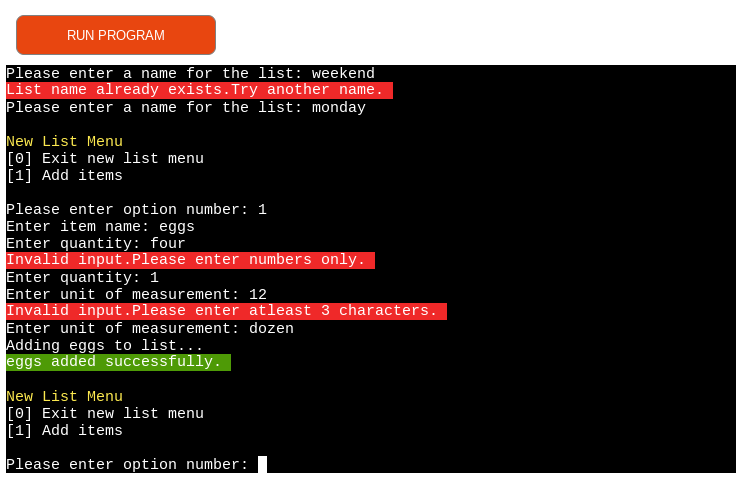 RUN PROGRAM
Please enter a name for the list: weekend
List name already exists.Try another name.
Please enter a name for the list: monday
New List Menu
[0] Exit new list menu
[1] Add items
Please enter option number: 1
Enter item name: eggs
Enter quantity: four
Invalid input.Please enter numbers only.
Enter quantity: 1
Enter unit of measurement: 12
Invalid input.Please enter atleast 3 characters.
Enter unit of measurement: dozen
Adding eggs to list...
eggs added successfully.
New List Menu
[0] Exit new list menu
[1] Add items
Please enter option number: